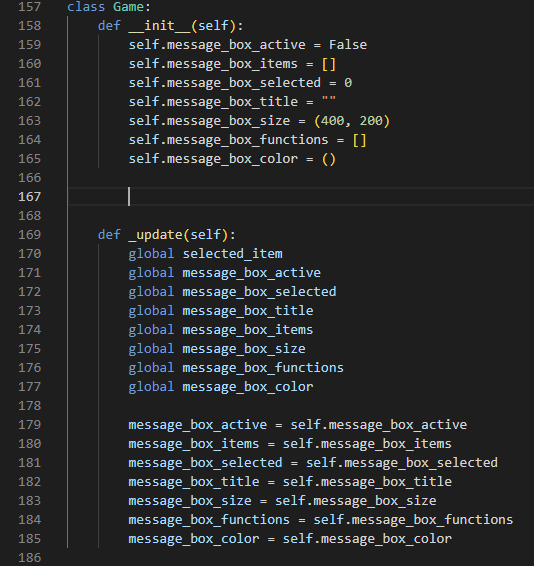 157 class Game:
158     def __init__(self):
159         self.message_box_active = False
160         self.message_box_items = []
161         self.message_box_selected = 0
162         self.message_box_title = ""
163         self.message_box_size = (400, 200)
164         self.message_box_functions = []
165         self.message_box_color = ()
166
167
168
169     def _update(self):
170         global selected_item
171         global message_box_active
172         global message_box_selected
173         global message_box_title
174         global message_box_items
175         global message_box_size
176         global message_box_functions
177         global message_box_color
178
179         message_box_active = self.message_box_active
180         message_box_items = self.message_box_items
181         message_box_selected = self.message_box_selected
182         message_box_title = self.message_box_title
183         message_box_size = self.message_box_size
184         message_box_functions = self.message_box_functions
185         message_box_color = self.message_box_color
186